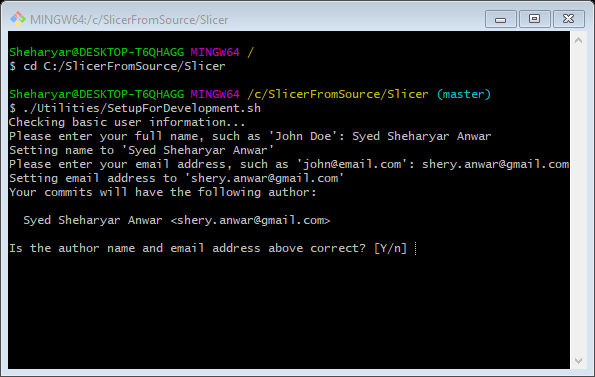 MINGW64:/c/SlicerFromSource/Slicer
Sheharyar@DESKTOP-T6QHAGG MINGW64 /
$ cd C:/SlicerFromSource/Slicer
Sheharyar@DESKTOP-T6QHAGG MINGW64 /c/SlicerFromSource/Slicer (master)
$ ./Utilities/SetupForDevelopment.sh
Checking basic user information...
Please enter your full name, such as 'John Doe': Syed Sheharyar Anwar
Setting name to 'Syed Sheharyar Anwar'
Please enter your email address, such as 'john@email.com': shery.anwar@gmail.com
Setting email address to 'shery.anwar@gmail.com'
Your commits will have the following author:
Syed Sheharyar Anwar <shery.anwar@gmail.com>
Is the author name and email address above correct? [Y/n]